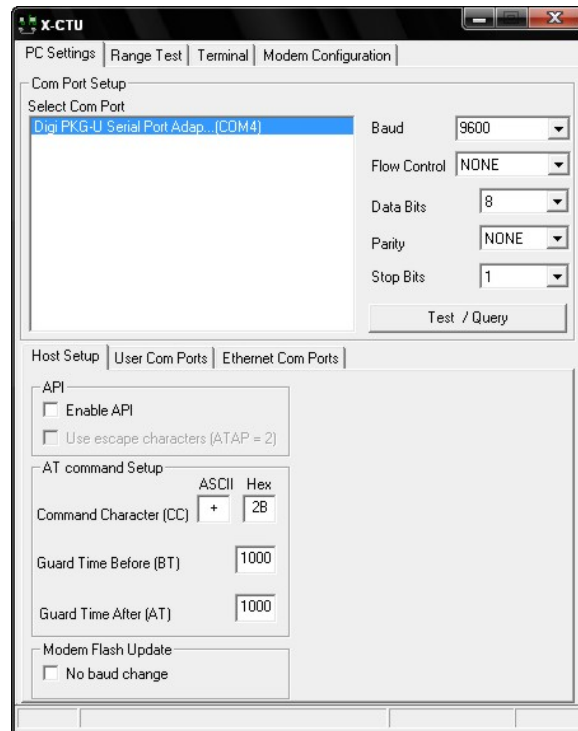 X-CTU
PC Settings Range Test Terminal Modem Configuration
Com Port Setup
Select Com Port
Digi PKG-U Serial Port Adap...(COM4)
Baud 9600
Flow Control NONE
Data Bits 8
Parity NONE
Stop Bits 1
Test / Query
Host Setup User Com Ports Ethernet Com Ports
API
Enable API
Use escape characters (ATAP = 2)
AT command Setup
ASCII Hex
Command Character (CC) + 2B
Guard Time Before (BT) 1000
Guard Time After (AT) 1000
Modem Flash Update
No baud change